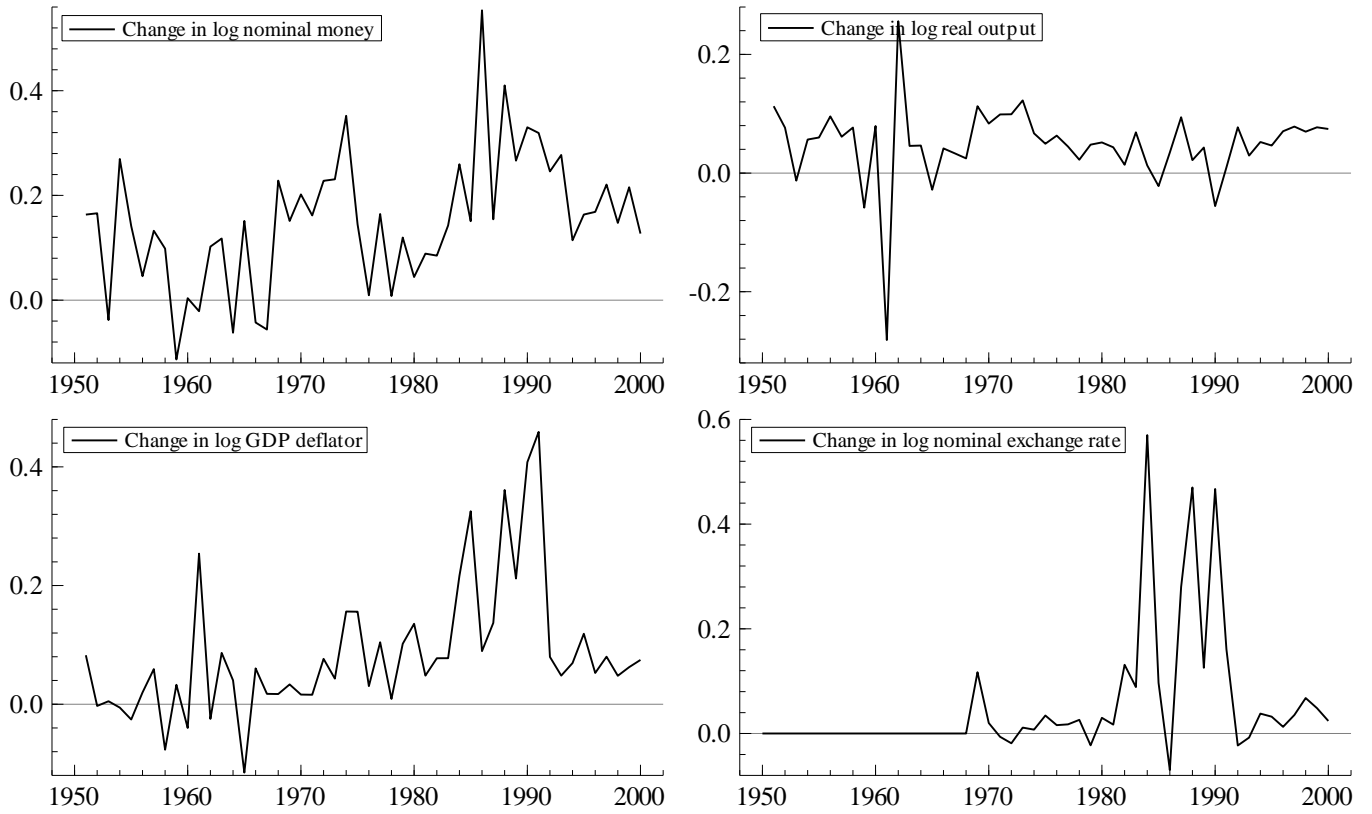 Change in log nominal money
0.4
0.2
0.0
1950 1960 1970 1980 1990 2000
Change in log real output
0.2
0.0
-0.2
1950 1960 1970 1980 1990 2000
Change in log GDP deflator
0.4
0.2
0.0
1950 1960 1970 1980 1990 2000
0.6
Change in log nominal exchange rate
0.4
0.2
0.0
1950 1960 1970 1980 1990 2000